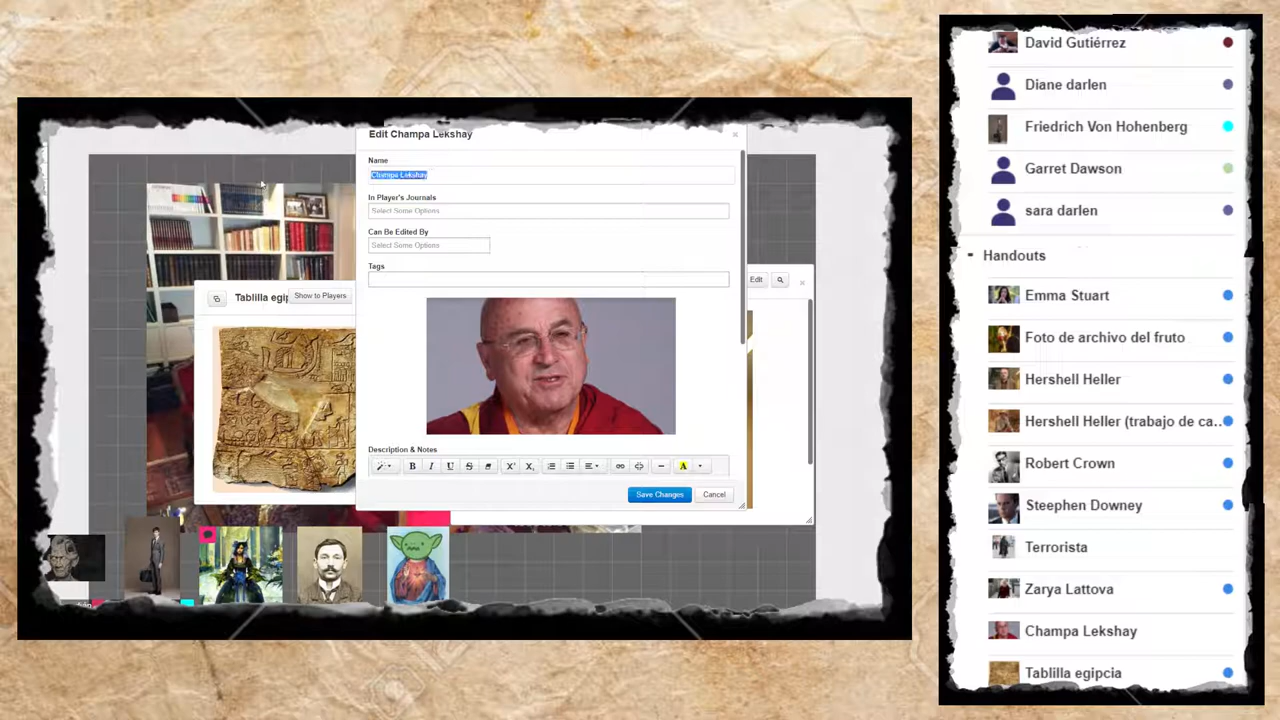 Edit Champa Lekshay
Name
Champa Lekshay
In Player's Journals
Select Some Options
Can Be Edited By
Select Some Options
Tags
Edit
Tablilla egip
Show to Players
Description & Notes
B I U S
Save Changes
Cancel
David Gutiérrez
Diane darlen
Friedrich Von Hohenberg
Garret Dawson
sara darlen
Handouts
Emma Stuart
Foto de archivo del fruto
Hershell Heller
Hershell Heller (trabajo de ca...
Robert Crown
Steephen Downey
Terrorista
Zarya Lattova
Champa Lekshay
Tablilla egipcia